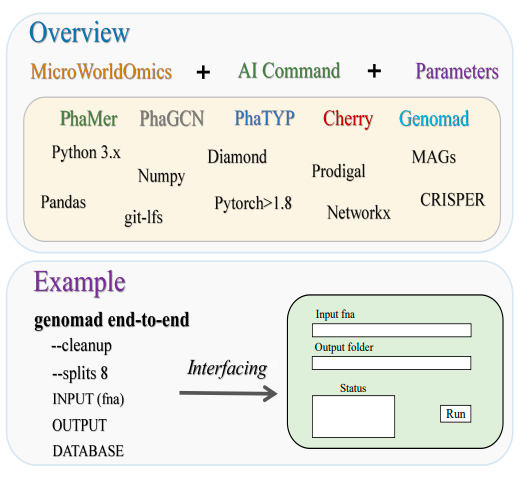 Overview
MicroWorldOmics + AI Command + Parameters
PhaMer PhaGCN PhaTYP Cherry Genomad
Python 3.x Numpy Diamond Prodigal MAGs
Pandas git-lfs Pytorch>1.8 Networkx CRISPER
Example
genomad end-to-end
--cleanup
--splits 8
INPUT (fna)
OUTPUT
DATABASE
Interfacing
Input fna
Output folder
Status
Run